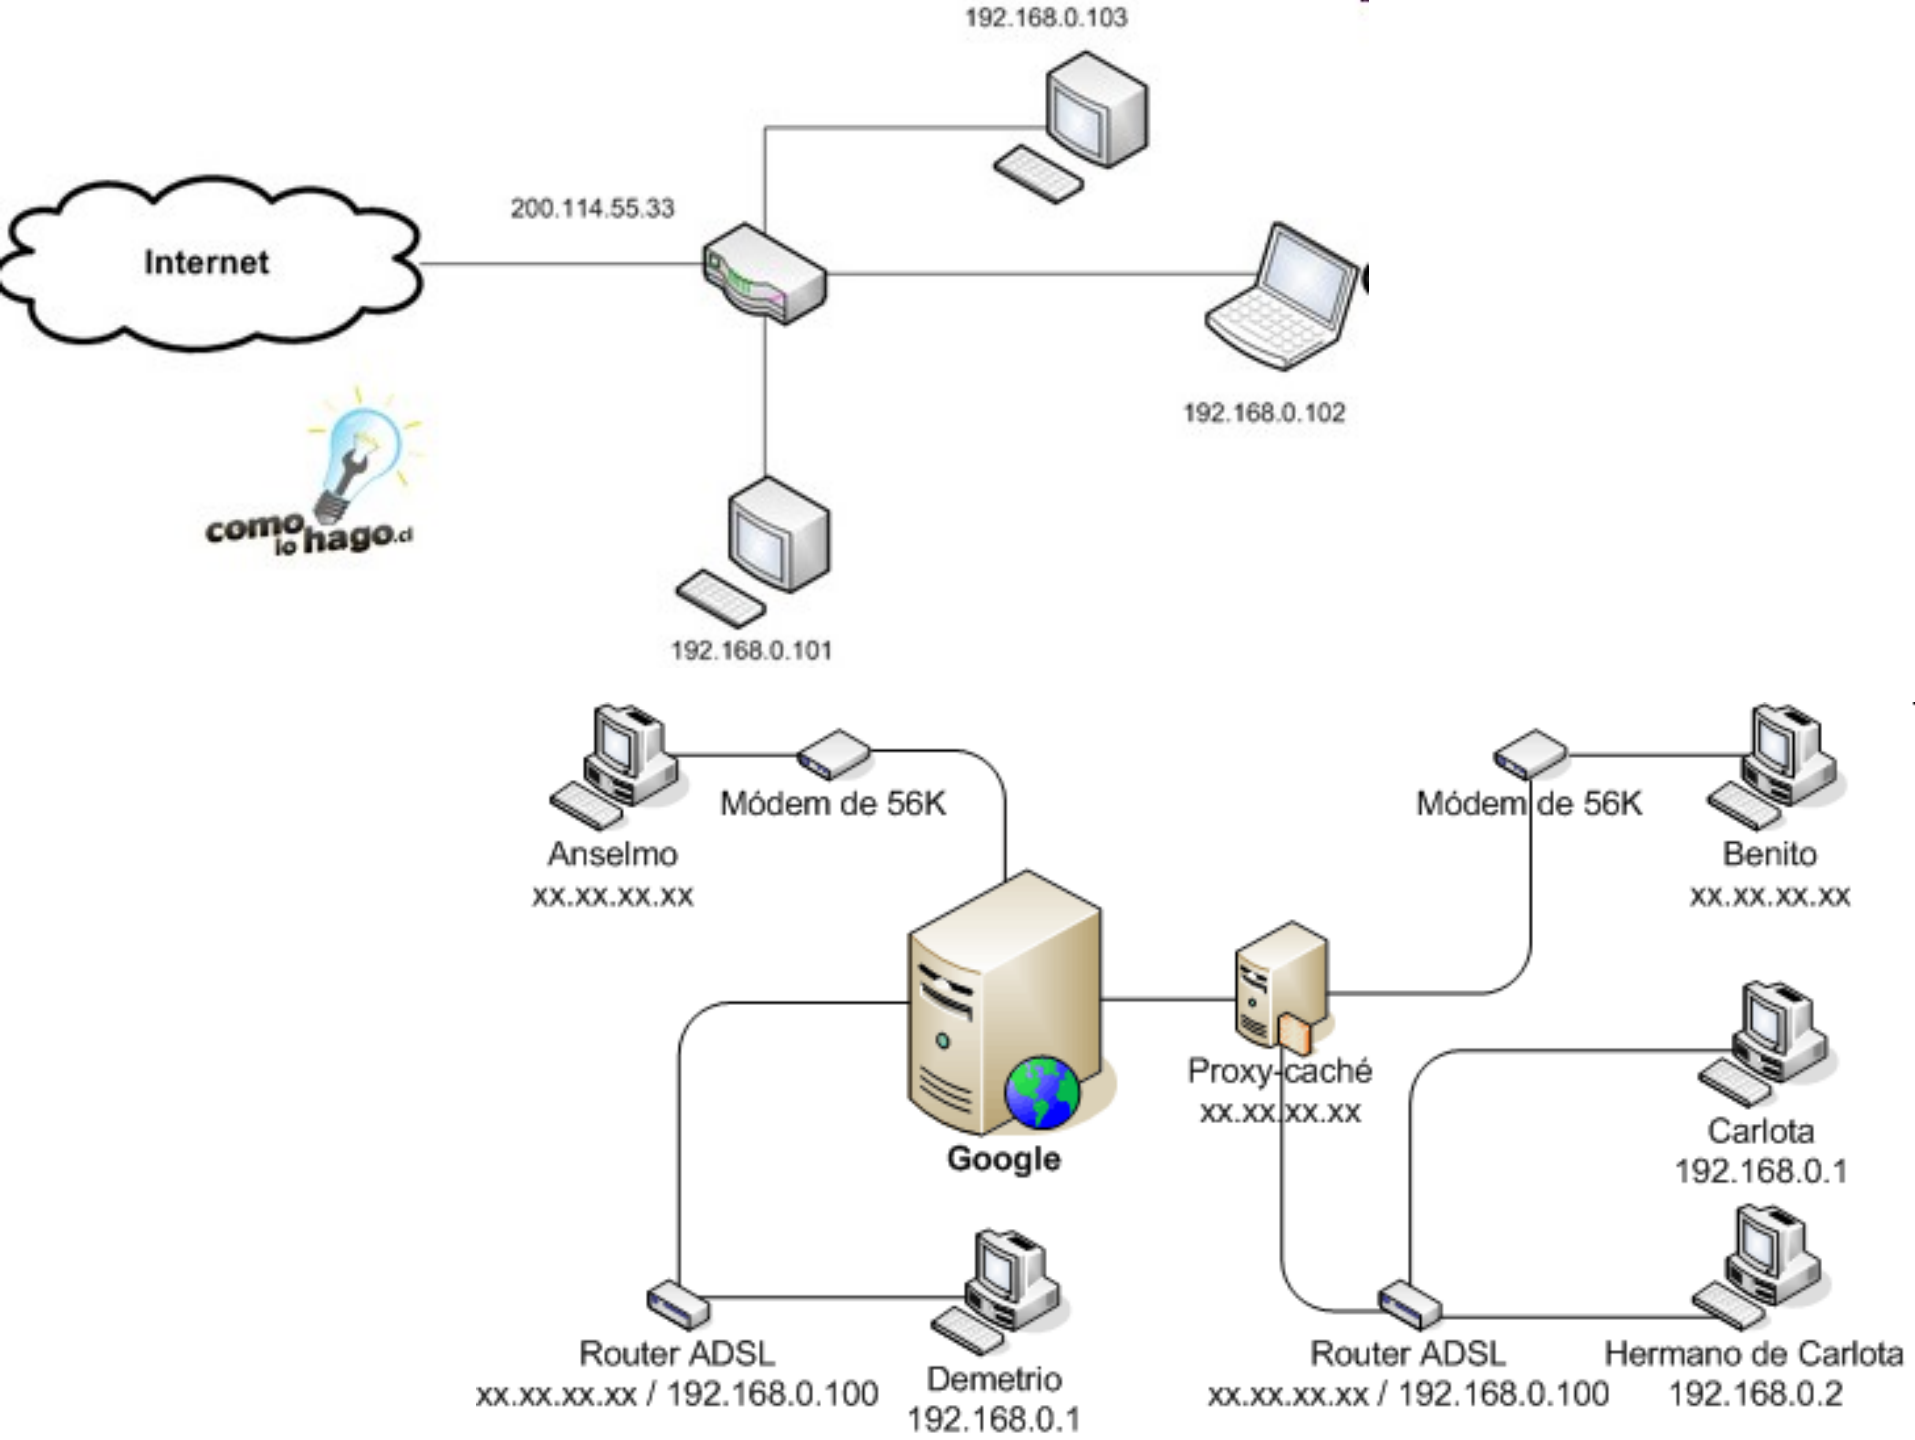 192.168.0.103
200.114.55.33
Internet
192.168.0.102
como
lo hago.cl
192.168.0.101
Módem de 56K
Módem de 56K
Anselmo
xx.xx.xx.xx
Benito
xx.xx.xx.xx
Proxy-caché
xx.xx.xx.xx
Google
Carlota
192.168.0.1
Router ADSL
xx.xx.xx.xx / 192.168.0.100
Demetrio
192.168.0.1
Router ADSL
xx.xx.xx.xx / 192.168.0.100
Hermano de Carlota
192.168.0.2